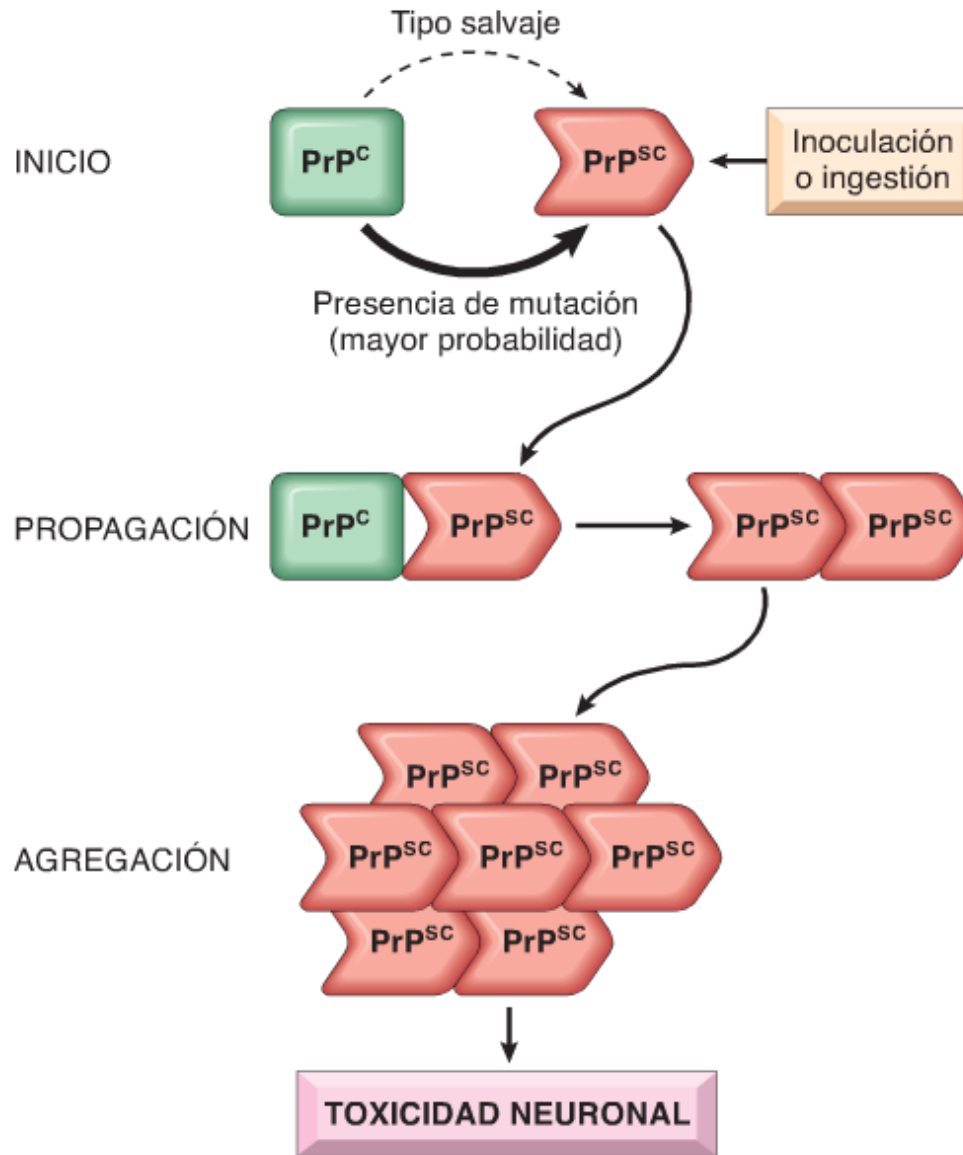 Tipo salvaje
INICIO
PrPᶜ
PrPˢᶜ
Inoculación
o ingestión
Presencia de mutación
(mayor probabilidad)
PROPAGACIÓN
PrPᶜ
PrPˢᶜ
PrPˢᶜ
PrPˢᶜ
AGREGACIÓN
PrPˢᶜ
PrPˢᶜ
PrPˢᶜ
PrPˢᶜ
PrPˢᶜ
PrPˢᶜ
PrPˢᶜ
TOXICIDAD NEURONAL